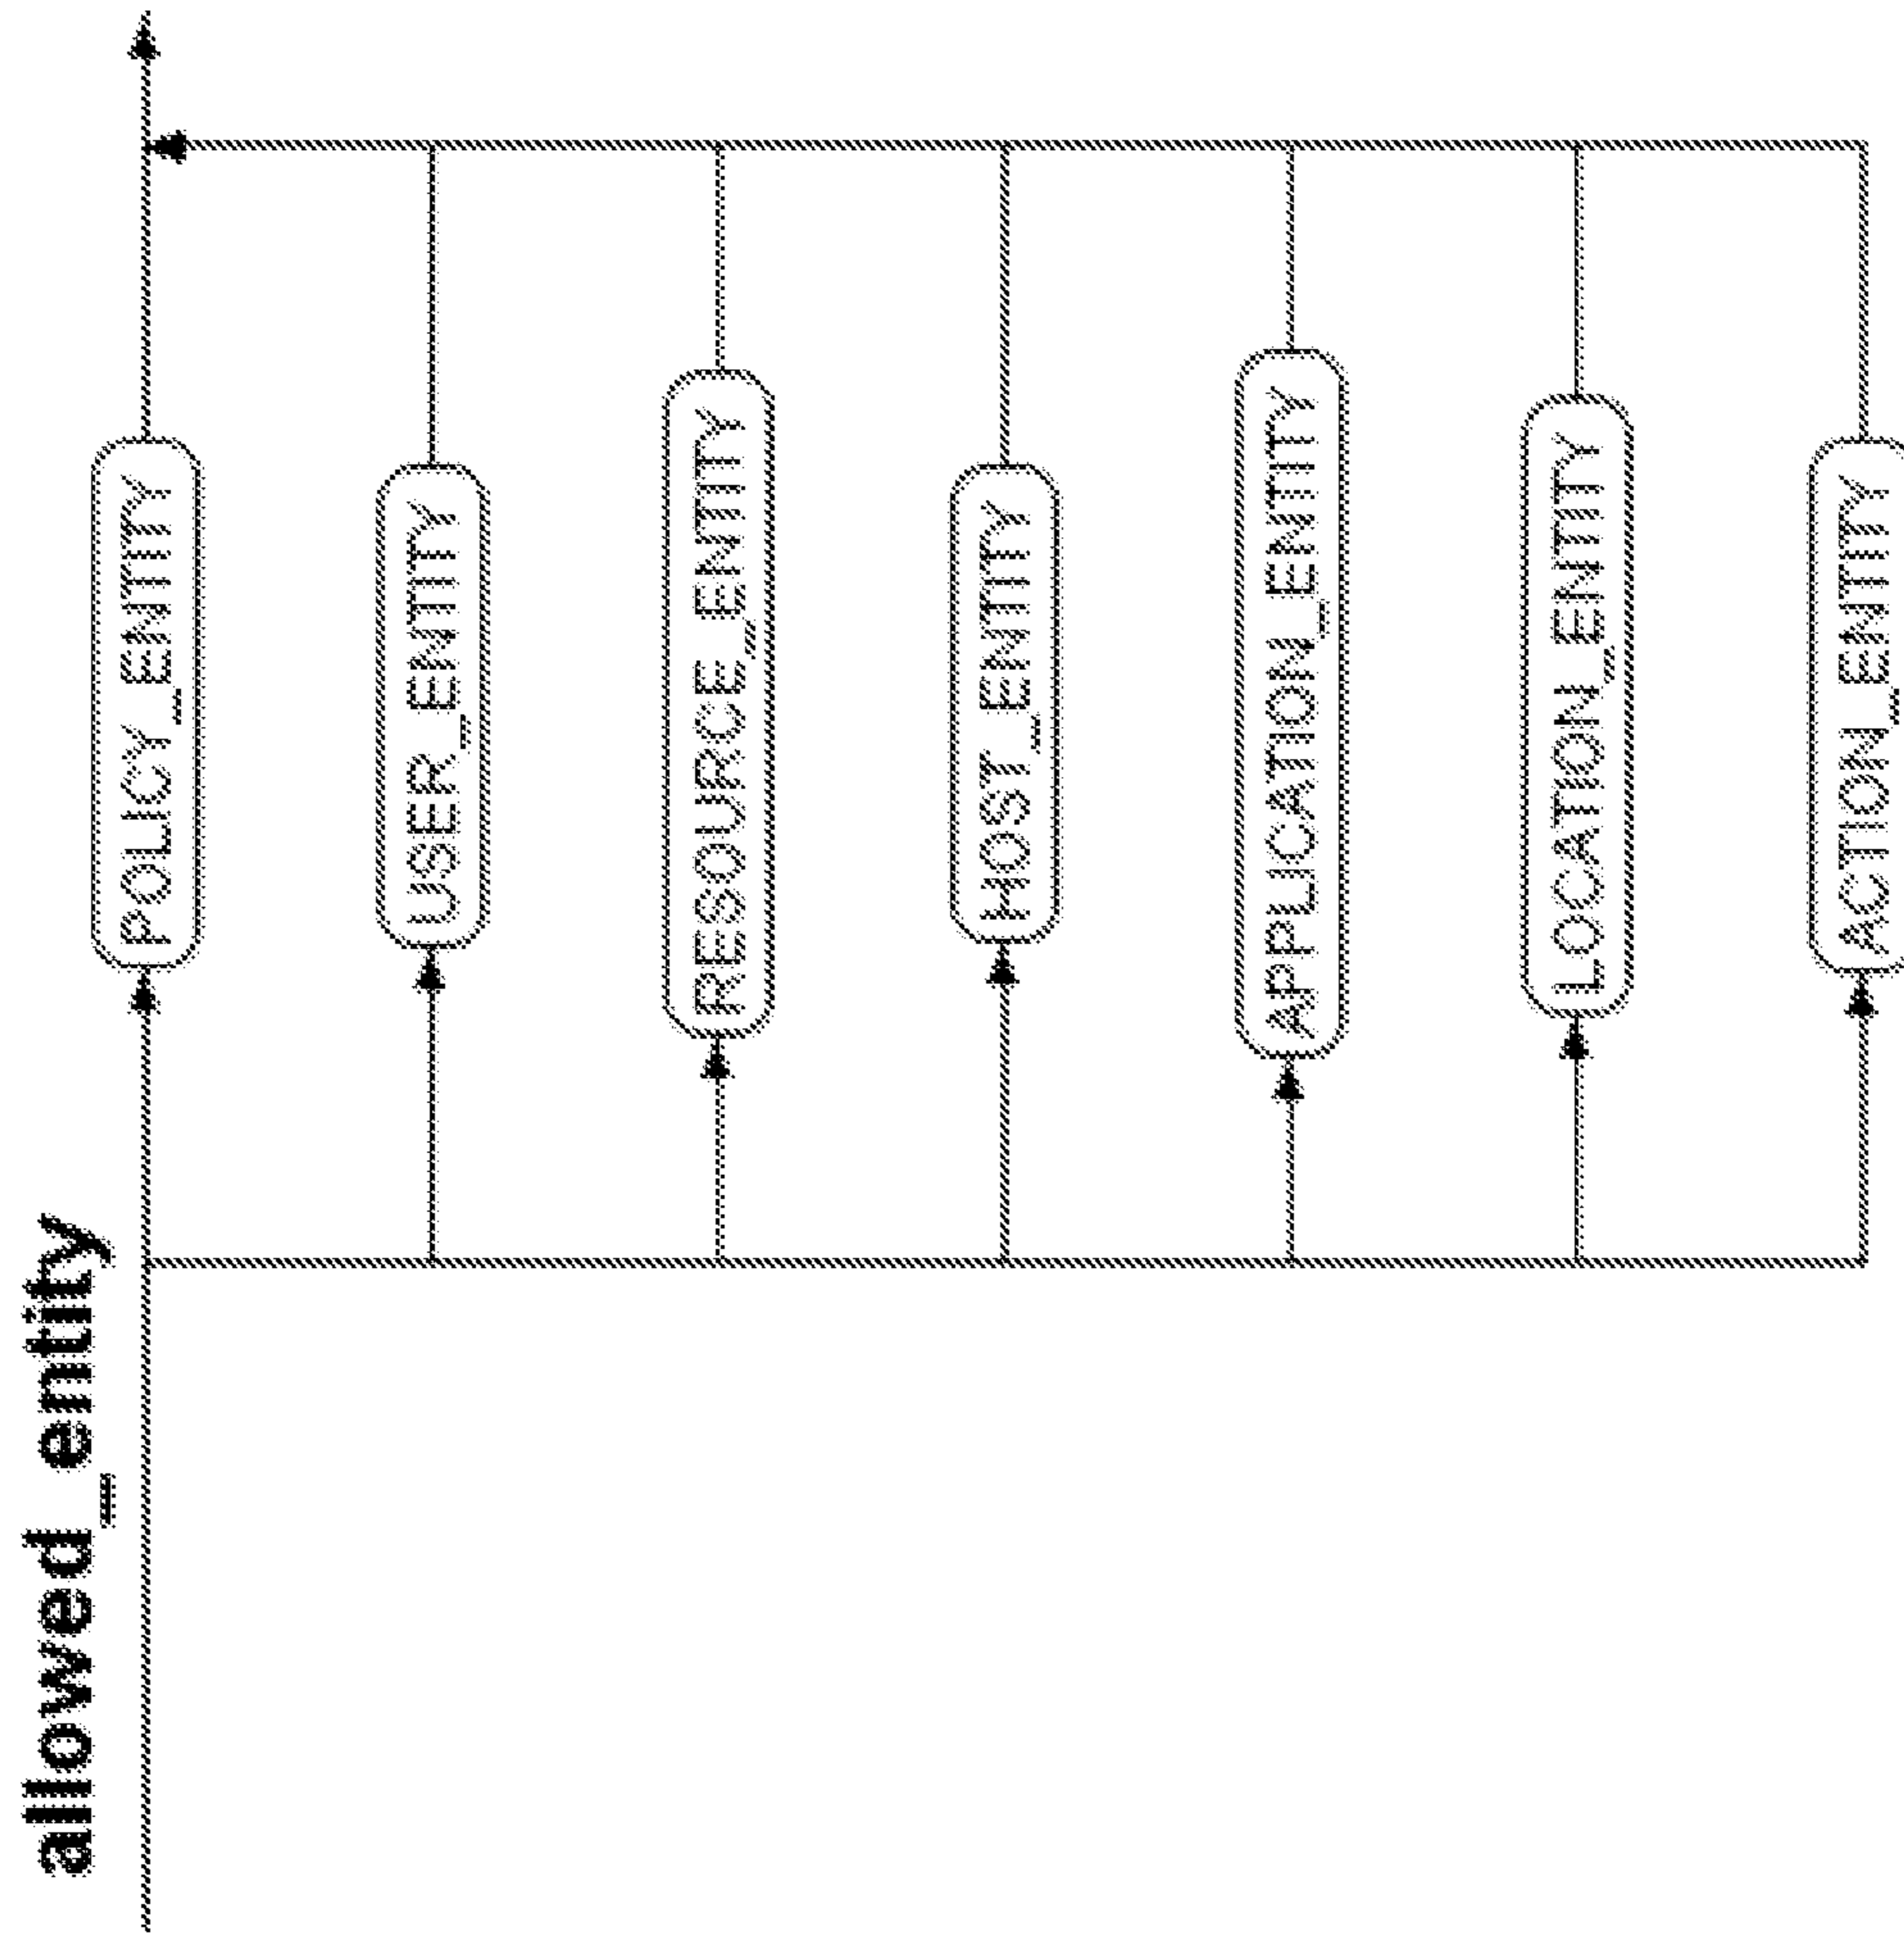 allowed_entity
POLICY_ENTITY
USER_ENTITY
RESOURCE_ENTITY
HOST_ENTITY
APPLICATION_ENTITY
LOCATION_ENTITY
ACTION_ENTITY